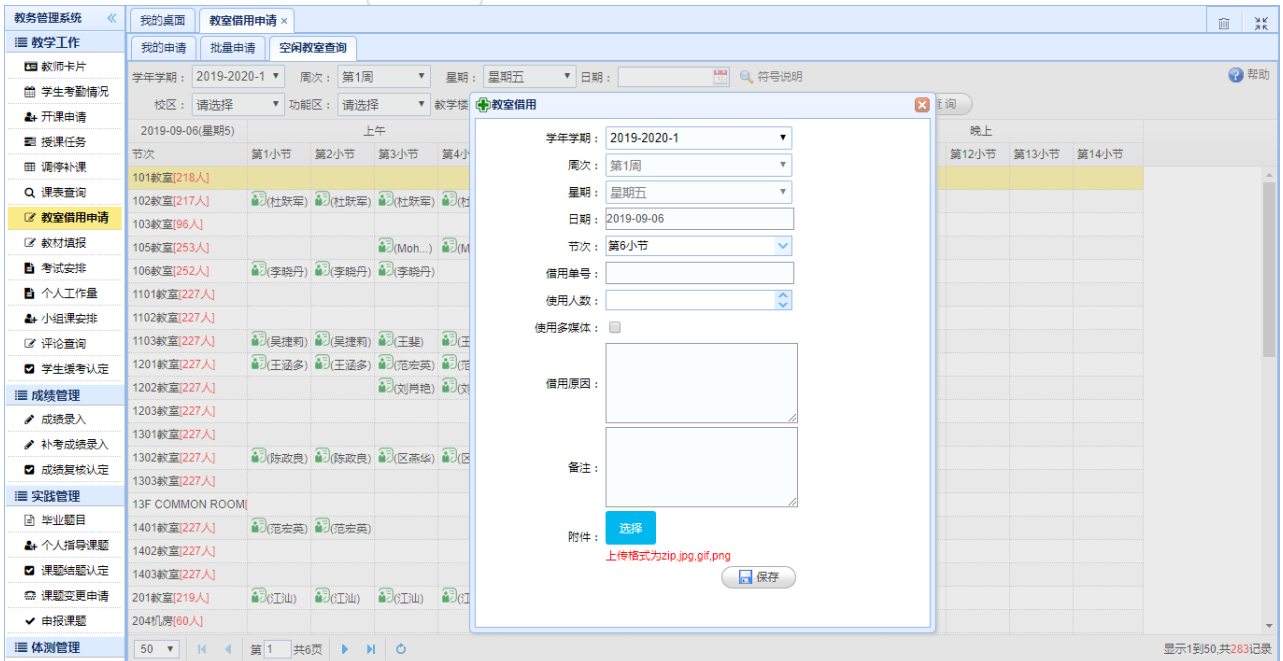 教务管理系统 我的桌面 教室借用申请 ×
教学工作 我的申请 批量申请 空闲教室查询
教师卡片
学生考勤情况
开课申请
授课任务
调停补课
课表查询
教室借用申请
教材填报
考试安排
个人工作量
小组课安排
评论查询
学生缓考认定
成绩管理
成绩录入
补考成绩录入
成绩复核认定
实践管理
毕业题目
个人指导课题
课题结题认定
课题变更申请
申报课题
体测管理
学年学期： 2019-2020-1 周次： 第1周 星期： 星期五 日期： 符号说明 帮助
校区： 请选择 功能区： 请选择 教学楼
2019-09-06(星期5) 上午 晚上
节次 第1小节 第2小节 第3小节 第4小 第12小节 第13小节 第14小节
101教室[218人]
102教室[217人] (杜跃军) (杜跃军) (杜跃军) (杜
103教室[96人]
105教室[253人] (Moh...) (M
106教室[252人] (李晓丹) (李晓丹) (李晓丹)
1101教室[227人]
1102教室[227人]
1103教室[227人] (吴捷莉) (吴捷莉) (王斐) (王
1201教室[227人] (王涵多) (王涵多) (范宏英) (范
1202教室[227人] (刘肖艳) (刘
1203教室[227人]
1301教室[227人]
1302教室[227人] (陈政良) (陈政良) (区燕华) (区
1303教室[227人]
13F COMMON ROOM[
1401教室[227人] (范宏英) (范宏英)
1402教室[227人]
1403教室[227人]
201教室[219人] (江汕) (江汕) (江汕) (江
204机房[60人]
50 第 1 共6页 显示1到50,共283记录
教室借用
学年学期： 2019-2020-1
周次： 第1周
星期： 星期五
日期： 2019-09-06
节次： 第6小节
借用单号：
使用人数：
使用多媒体：
借用原因：
备注：
附件： 选择
上传格式为zip,jpg,gif,png
保存